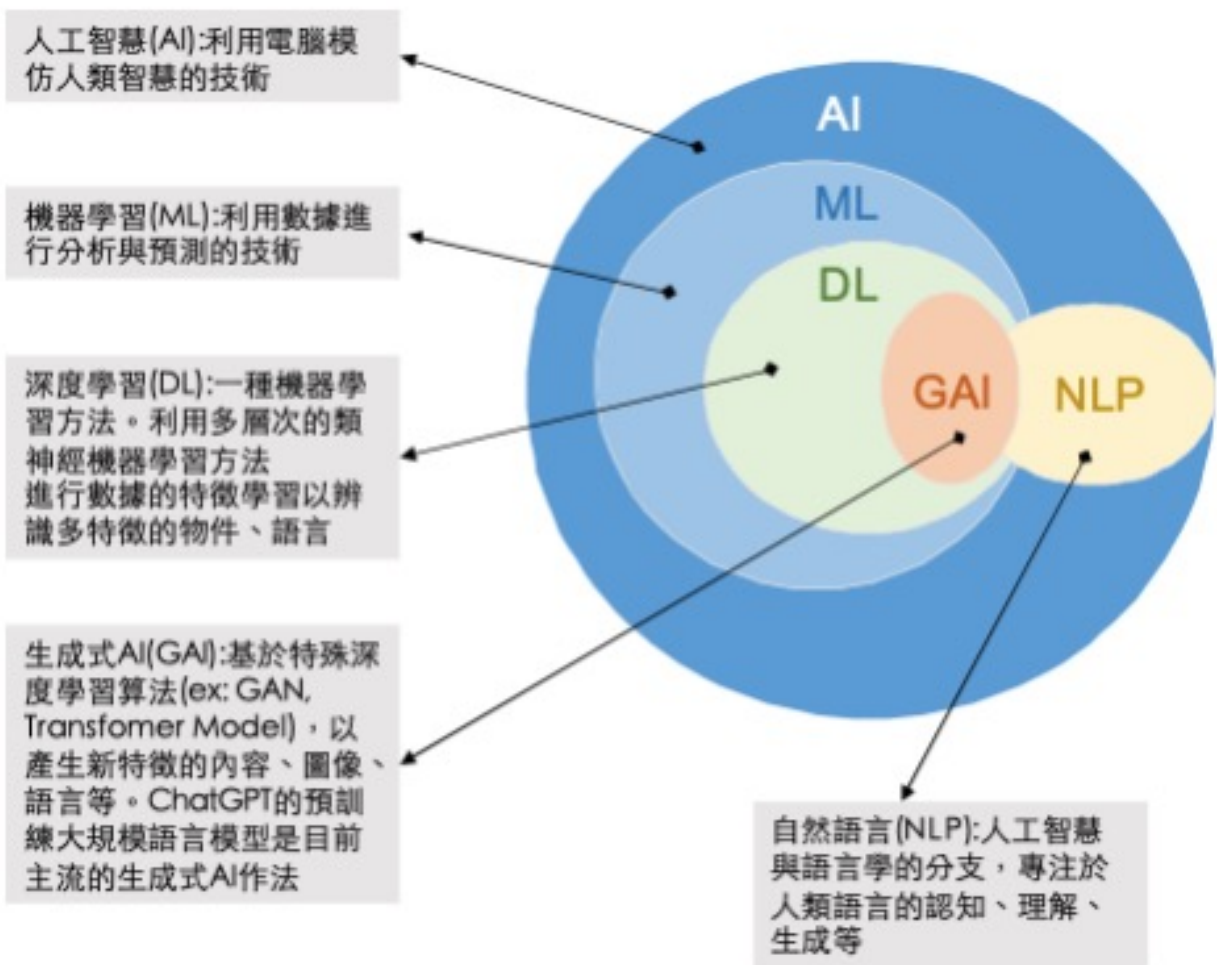 人工智慧(AI):利用電腦模
仿人類智慧的技術
機器學習(ML):利用數據進
行分析與預測的技術
深度學習(DL):一種機器學
習方法。利用多層次的類
神經機器學習方法
進行數據的特徵學習以辨
識多特徵的物件、語言
生成式AI(GAI):基於特殊深
度學習算法(ex: GAN,
Transfomer Model)，以
產生新特徵的內容、圖像、
語言等。ChatGPT的預訓
練大規模語言模型是目前
主流的生成式AI作法
AI
ML
DL
GAI
NLP
自然語言(NLP):人工智慧
與語言學的分支，專注於
人類語言的認知、理解、
生成等